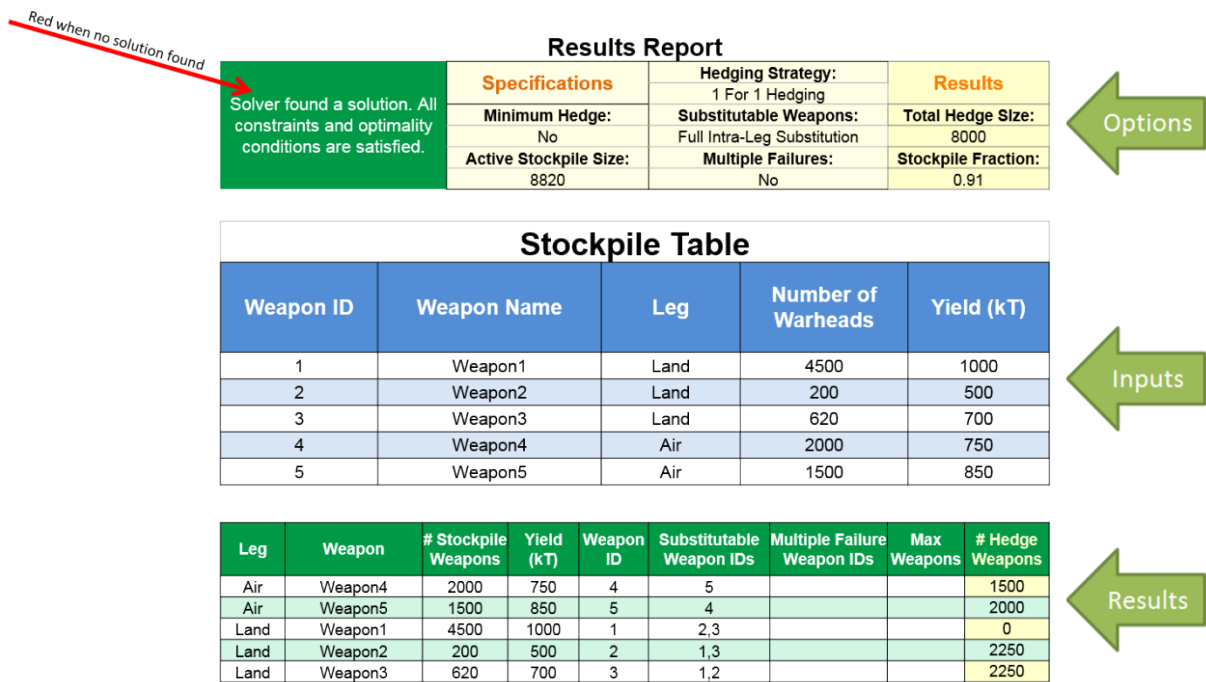 Red when no solution found
Results Report
Solver found a solution. All
constraints and optimality
conditions are satisfied.
Specifications
Hedging Strategy:
1 For 1 Hedging
Results
Minimum Hedge:
Substitutable Weapons:
Total Hedge SIze:
No
Full Intra-Leg Substitution
8000
Active Stockpile Size:
Multiple Failures:
Stockpile Fraction:
8820
No
0.91
Options
Stockpile Table
Weapon ID Weapon Name Leg Number of Warheads Yield (kT)
1 Weapon1 Land 4500 1000
2 Weapon2 Land 200 500
3 Weapon3 Land 620 700
4 Weapon4 Air 2000 750
5 Weapon5 Air 1500 850
Inputs
Leg Weapon # Stockpile Weapons Yield (kT) Weapon ID Substitutable Weapon IDs Multiple Failure Weapon IDs Max Weapons # Hedge Weapons
Air Weapon4 2000 750 4 5 1500
Air Weapon5 1500 850 5 4 2000
Land Weapon1 4500 1000 1 2,3 0
Land Weapon2 200 500 2 1,3 2250
Land Weapon3 620 700 3 1,2 2250
Results